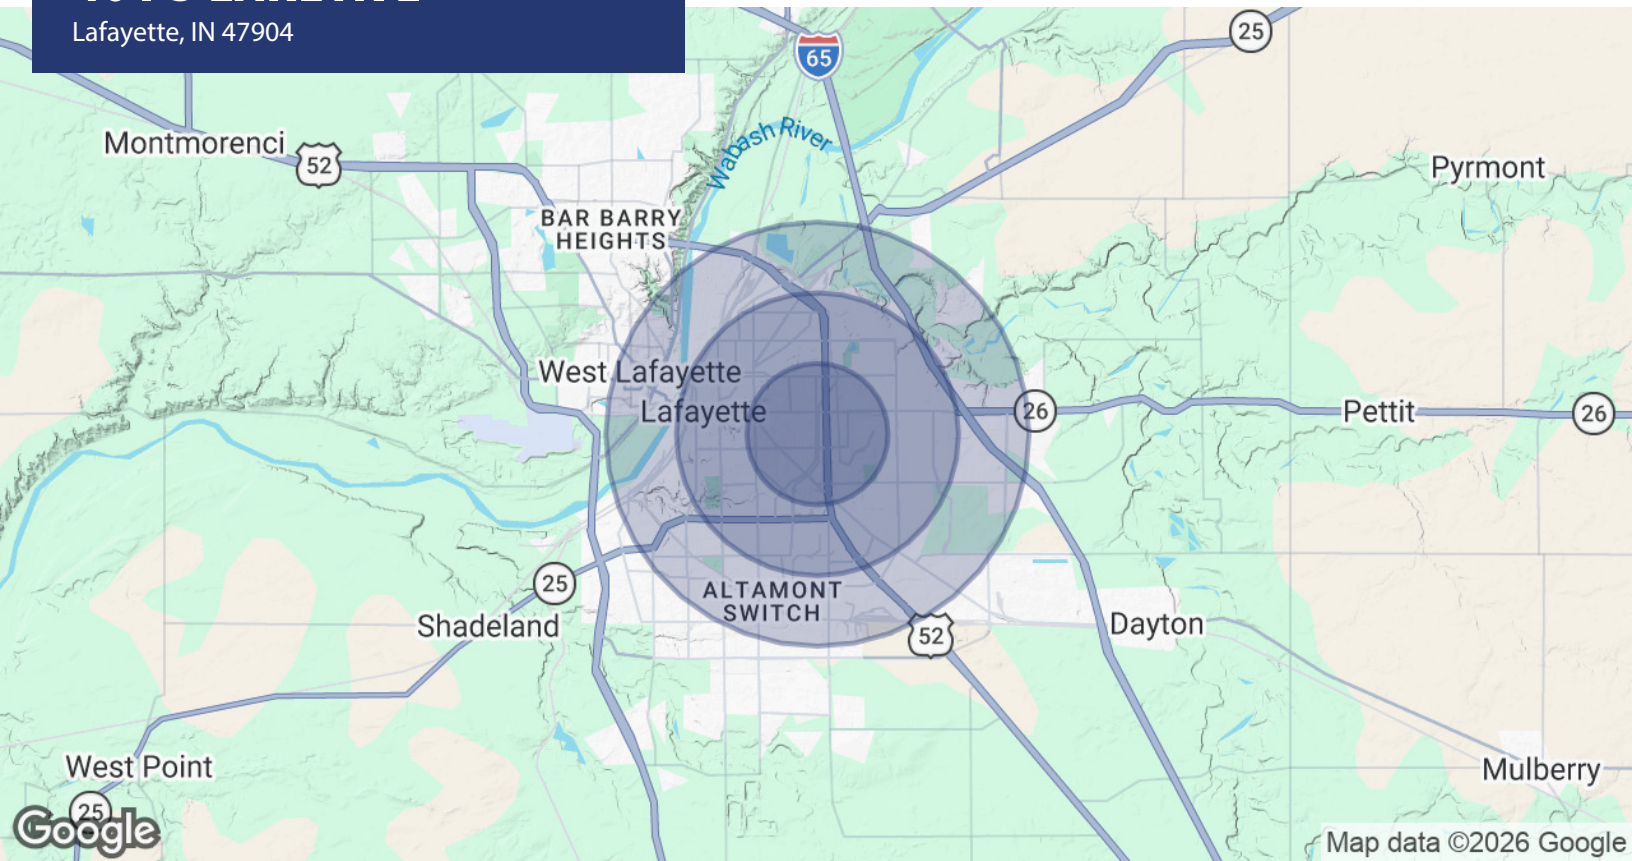 Lafayette, IN 47904
65
25
Wabash River
Montmorenci
52
Pyrmont
BAR BARRY
HEIGHTS
West Lafayette
Lafayette
26
Pettit
26
25
ALTAMONT
SWITCH
Shadeland
52
Dayton
West Point
25
Mulberry
Google
Map data ©2026 Google